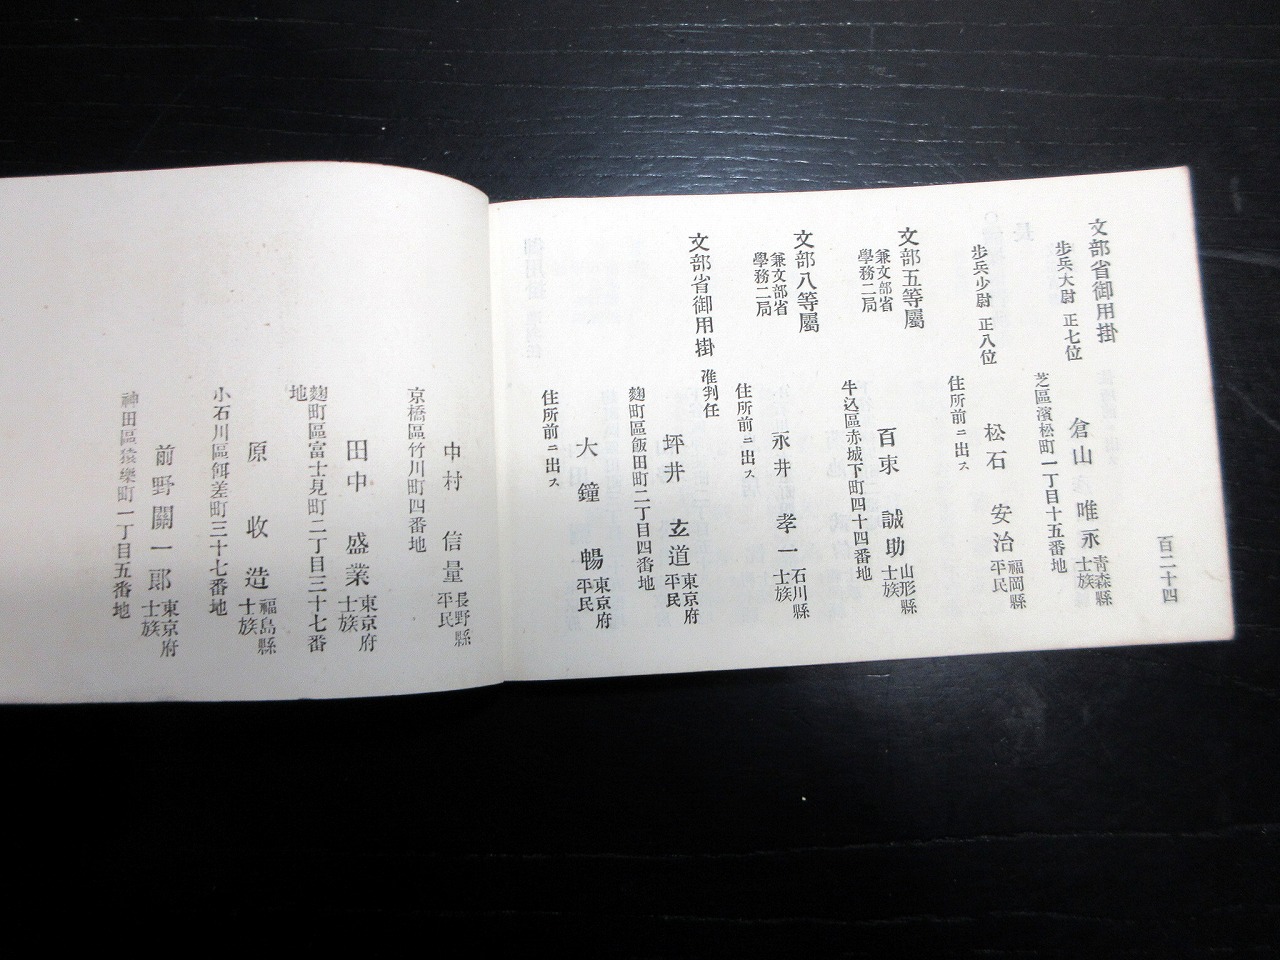 百二十四
文部省御用掛
步兵大尉 正七位
倉山 唯永 青森縣士族
芝區濱松町一丁目十五番地
步兵少尉 正八位
松石 安治 福岡縣平民
住所前ニ出ス
文部五等屬
兼文部省學務二局
百束 誠助 山形縣士族
牛込區赤城下町四十四番地
文部八等屬
兼文部省學務二局
永井 孝一 石川縣士族
住所前ニ出ス
文部省御用掛 准判任
坪井 玄道 東京府平民
麴町區飯田町二丁目四番地
大鐘 暢 東京府平民
住所前ニ出ス
中村 信量 長野縣平民
京橋區竹川町四番地
田中 盛業 東京府士族
麴町區富士見町二丁目三十七番地
原 收造 福島縣士族
小石川區餌差町三十七番地
前野關一郎 東京府士族
神田區猿樂町一丁目五番地